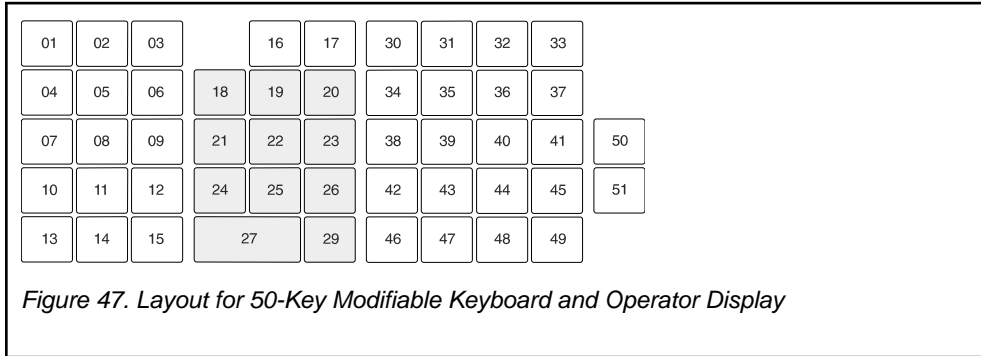 01 02 03 16 17 30 31 32 33
04 05 06 18 19 20 34 35 36 37
07 08 09 21 22 23 38 39 40 41 50
10 11 12 24 25 26 42 43 44 45 51
13 14 15 27 29 46 47 48 49
Figure 47. Layout for 50-Key Modifiable Keyboard and Operator Display